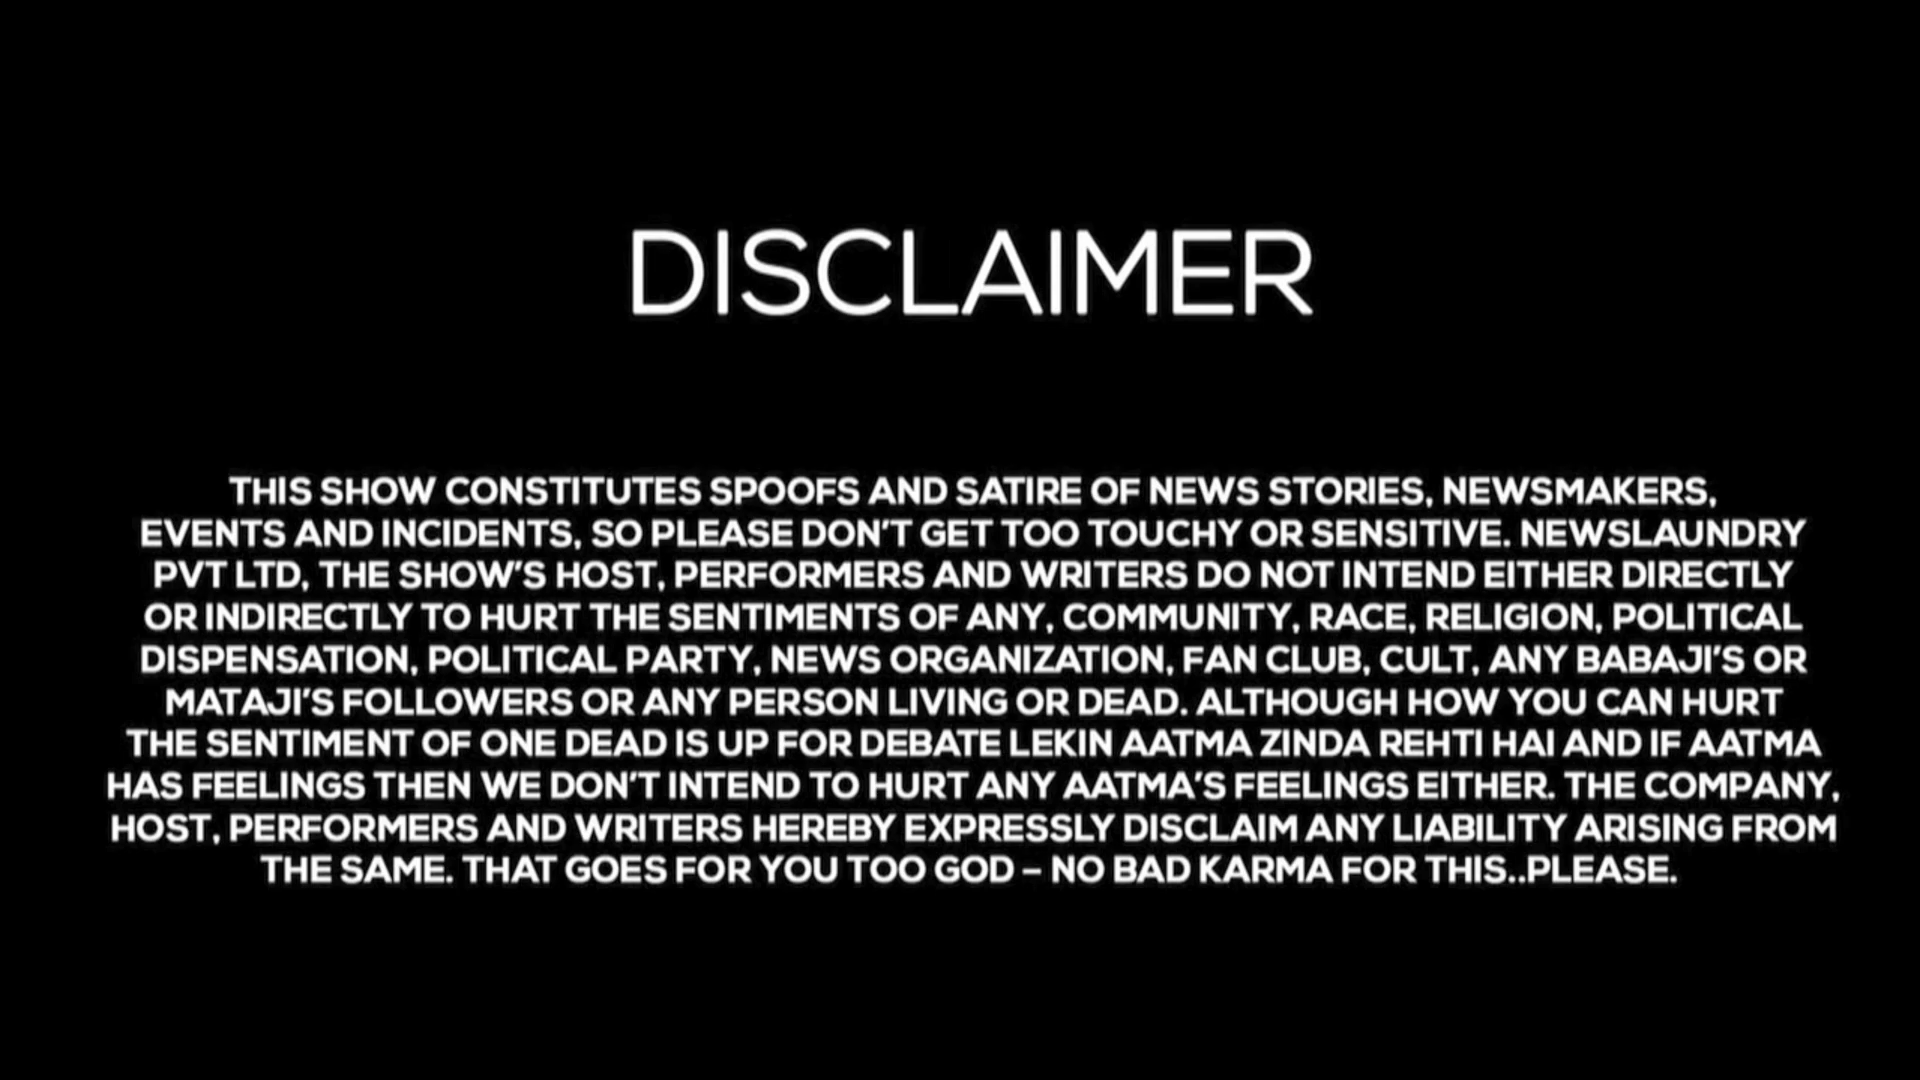 DISCLAIMER
THIS SHOW CONSTITUTES SPOOFS AND SATIRE OF NEWS STORIES, NEWSMAKERS,
EVENTS AND INCIDENTS, SO PLEASE DON'T GET TOO TOUCHY OR SENSITIVE. NEWSLAUNDRY
PVT LTD, THE SHOW'S HOST, PERFORMERS AND WRITERS DO NOT INTEND EITHER DIRECTLY
OR INDIRECTLY TO HURT THE SENTIMENTS OF ANY, COMMUNITY, RACE, RELIGION, POLITICAL
DISPENSATION, POLITICAL PARTY, NEWS ORGANIZATION, FAN CLUB, CULT, ANY BABAJI'S OR
MATAJI'S FOLLOWERS OR ANY PERSON LIVING OR DEAD. ALTHOUGH HOW YOU CAN HURT
THE SENTIMENT OF ONE DEAD IS UP FOR DEBATE LEKIN AATMA ZINDA REHTI HAI AND IF AATMA
HAS FEELINGS THEN WE DON'T INTEND TO HURT ANY AATMA'S FEELINGS EITHER. THE COMPANY,
HOST, PERFORMERS AND WRITERS HEREBY EXPRESSLY DISCLAIM ANY LIABILITY ARISING FROM
THE SAME. THAT GOES FOR YOU TOO GOD – NO BAD KARMA FOR THIS..PLEASE.